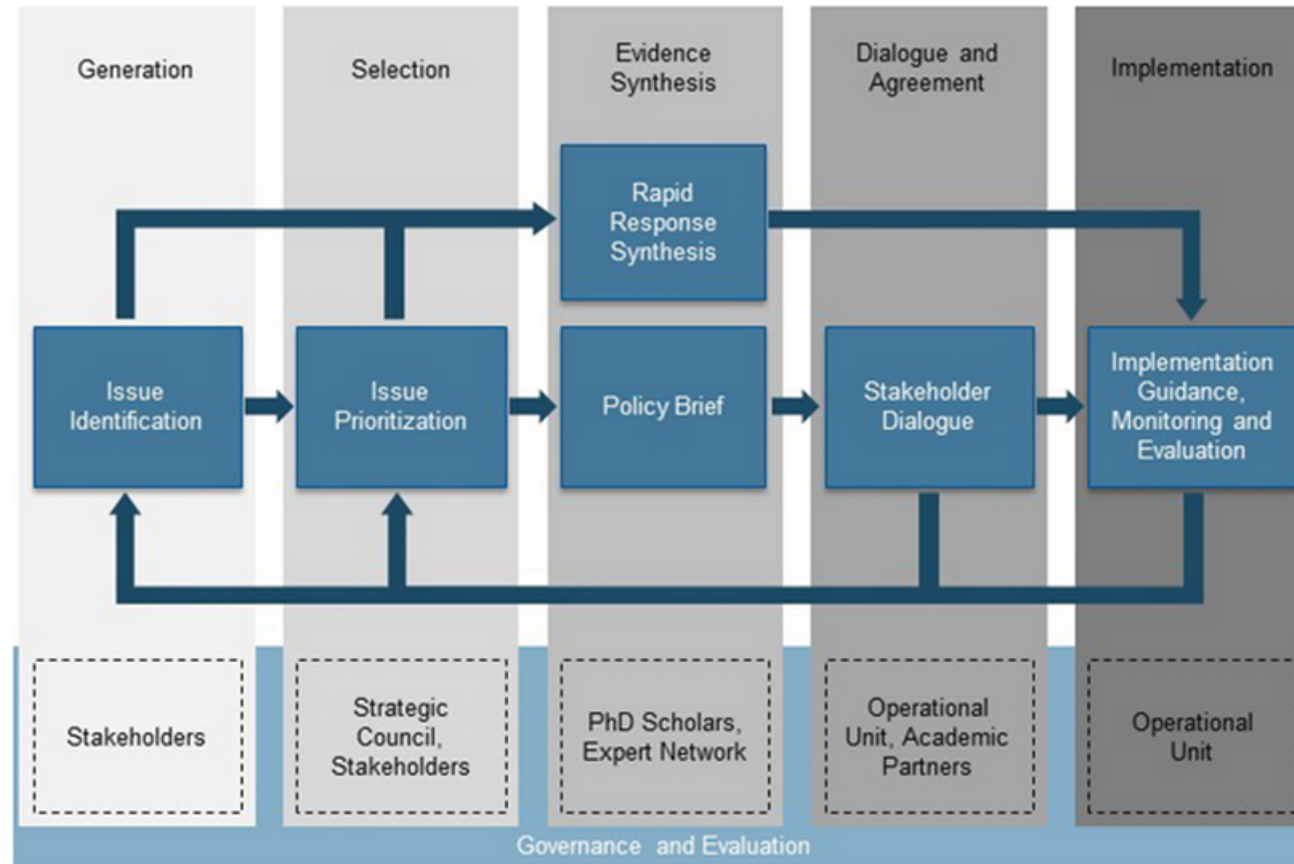 Generation
Selection
Evidence
Synthesis
Dialogue and
Agreement
Implementation
Rapid
Response
Synthesis
Issue
Identification
Issue
Prioritization
Policy Brief
Stakeholder
Dialogue
Implementation
Guidance,
Monitoring and
Evaluation
Stakeholders
Strategic
Council,
Stakeholders
PhD Scholars,
Expert Network
Operational
Unit, Academic
Partners
Operational
Unit
Governance and Evaluation